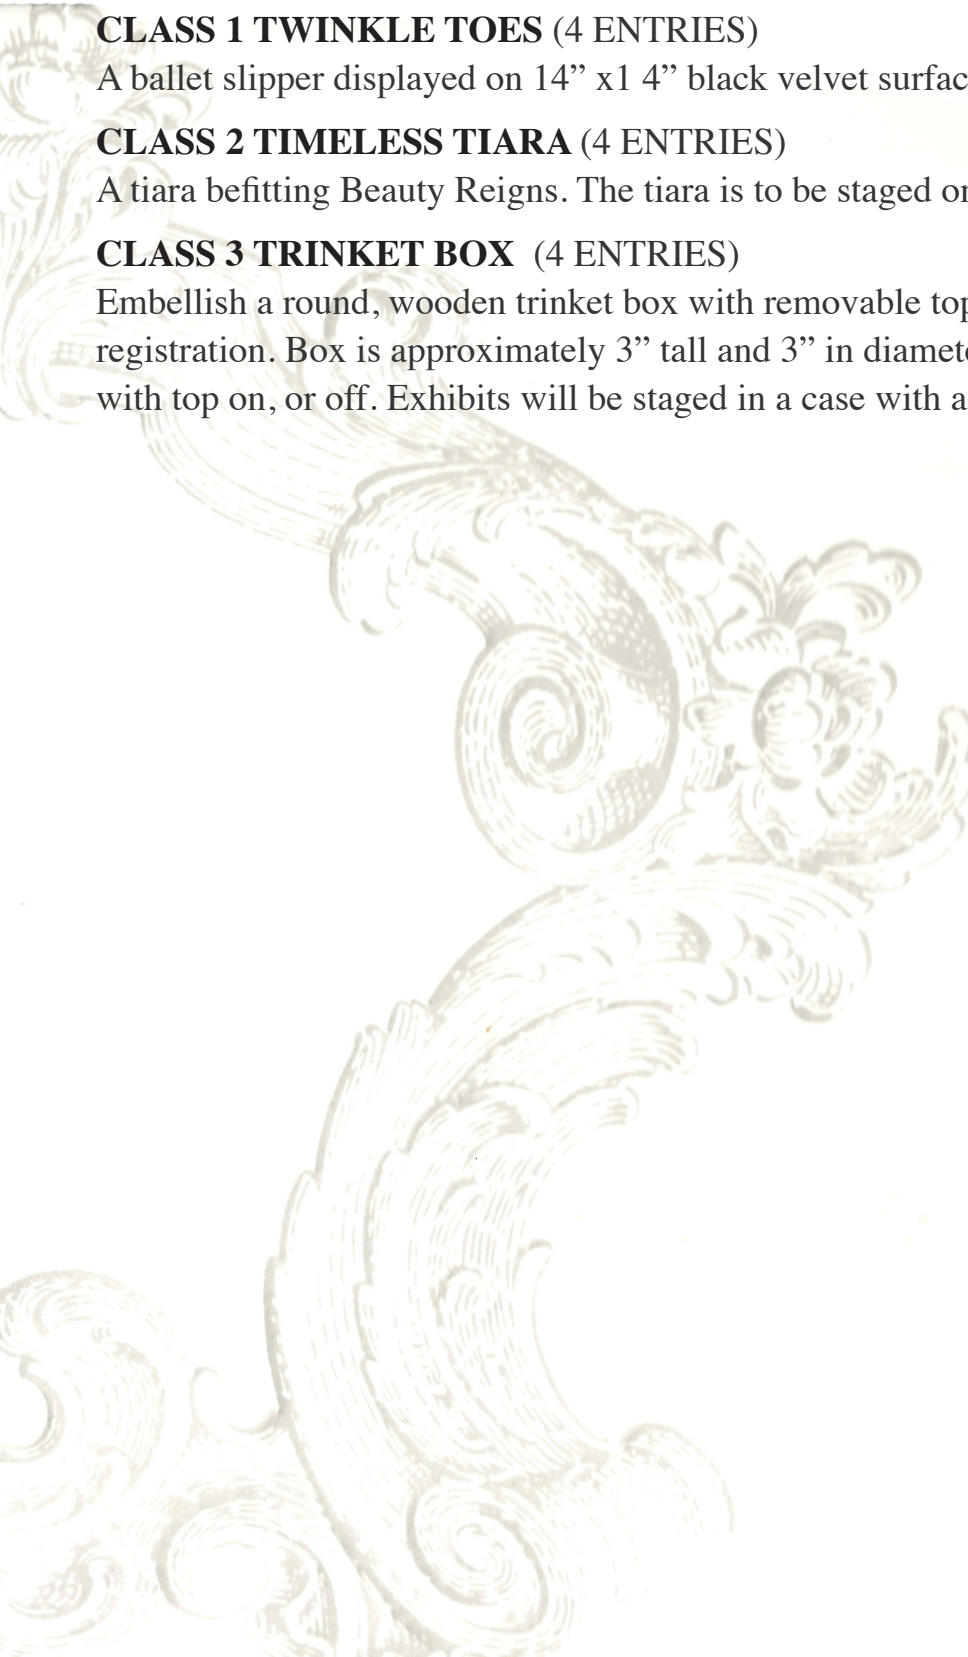 CLASS 1 TWINKLE TOES (4 ENTRIES)
A ballet slipper displayed on 14” x1 4” black velvet surfac
CLASS 2 TIMELESS TIARA (4 ENTRIES)
A tiara befitting Beauty Reigns. The tiara is to be staged on
CLASS 3 TRINKET BOX (4 ENTRIES)
Embellish a round, wooden trinket box with removable top
registration. Box is approximately 3” tall and 3” in diamete
with top on, or off. Exhibits will be staged in a case with a